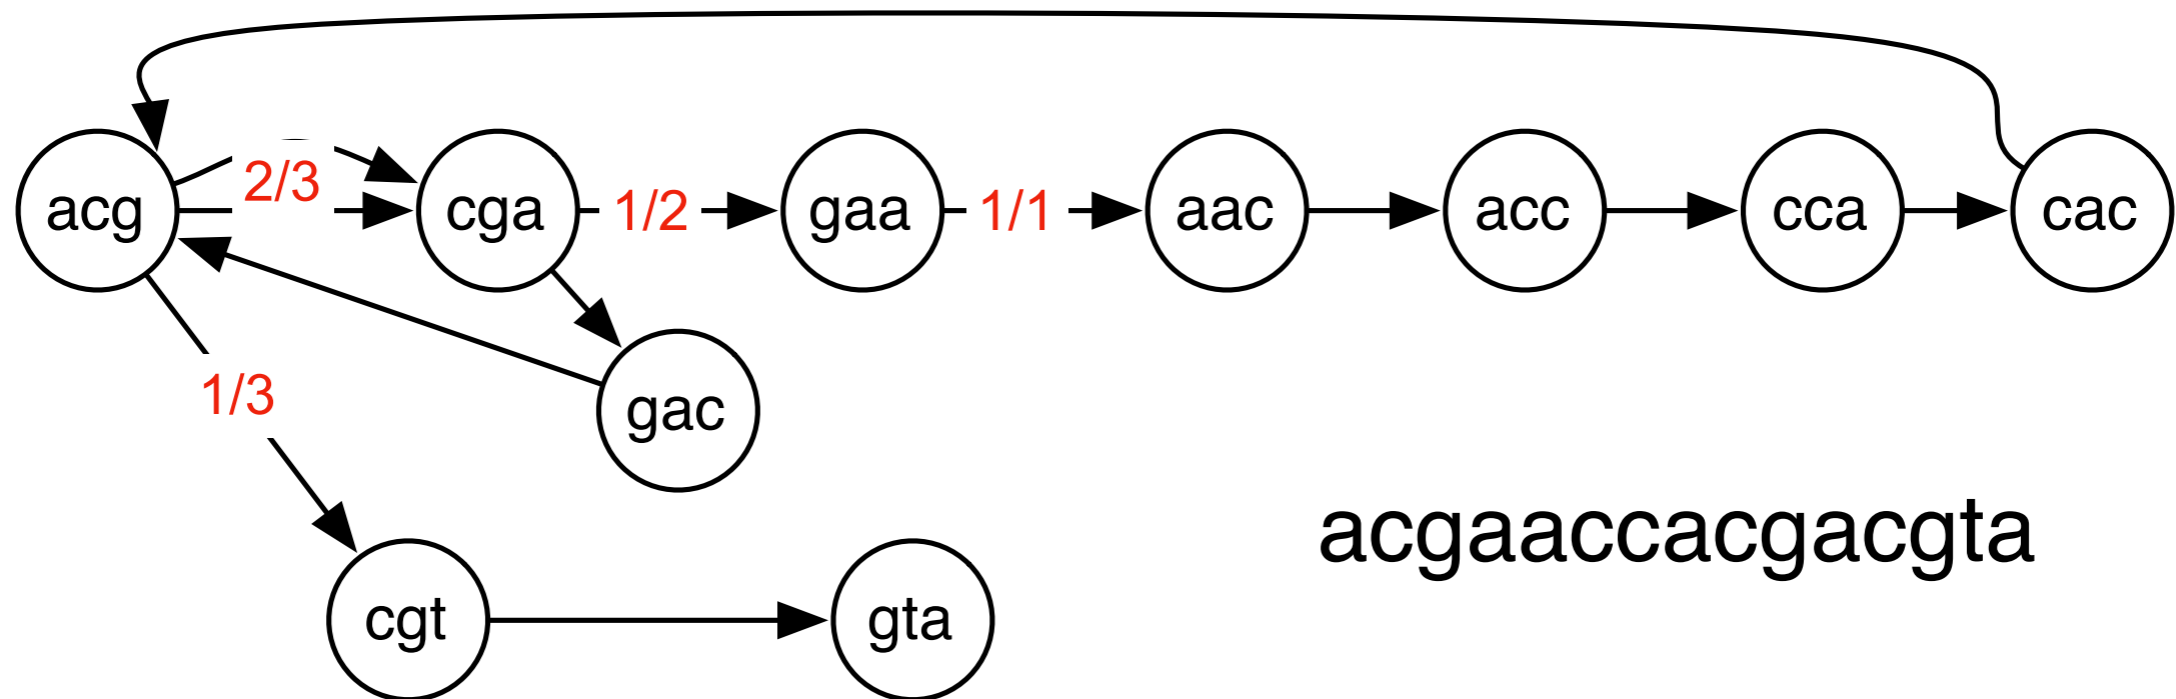 acg
2/3
cga
1/2
gaa
1/1
aac
acc
cca
cac
1/3
gac
acgaaccacgacgta
cgt
gta